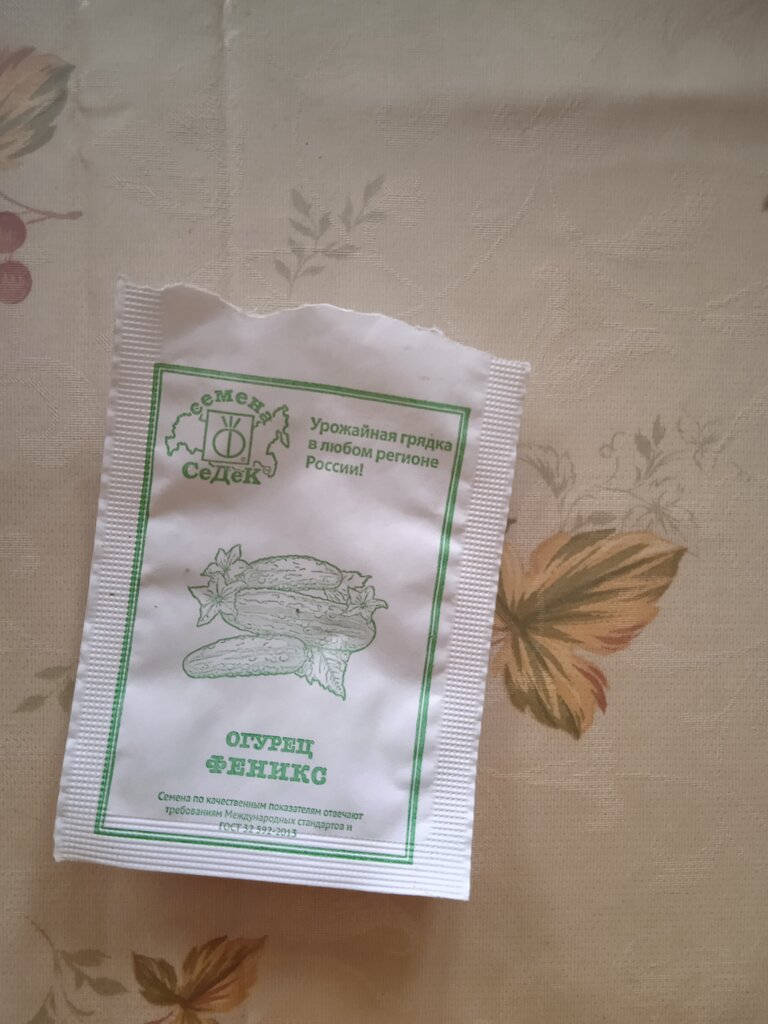 семена
Ф
СеДеК
Урожайная грядка
в любом регионе
России!
ОГУРЕЦ
ФЕНИКС
Семена по качественным показателям отвечают
требованиям Международных стандартов и
ГОСТ 32 592-2013